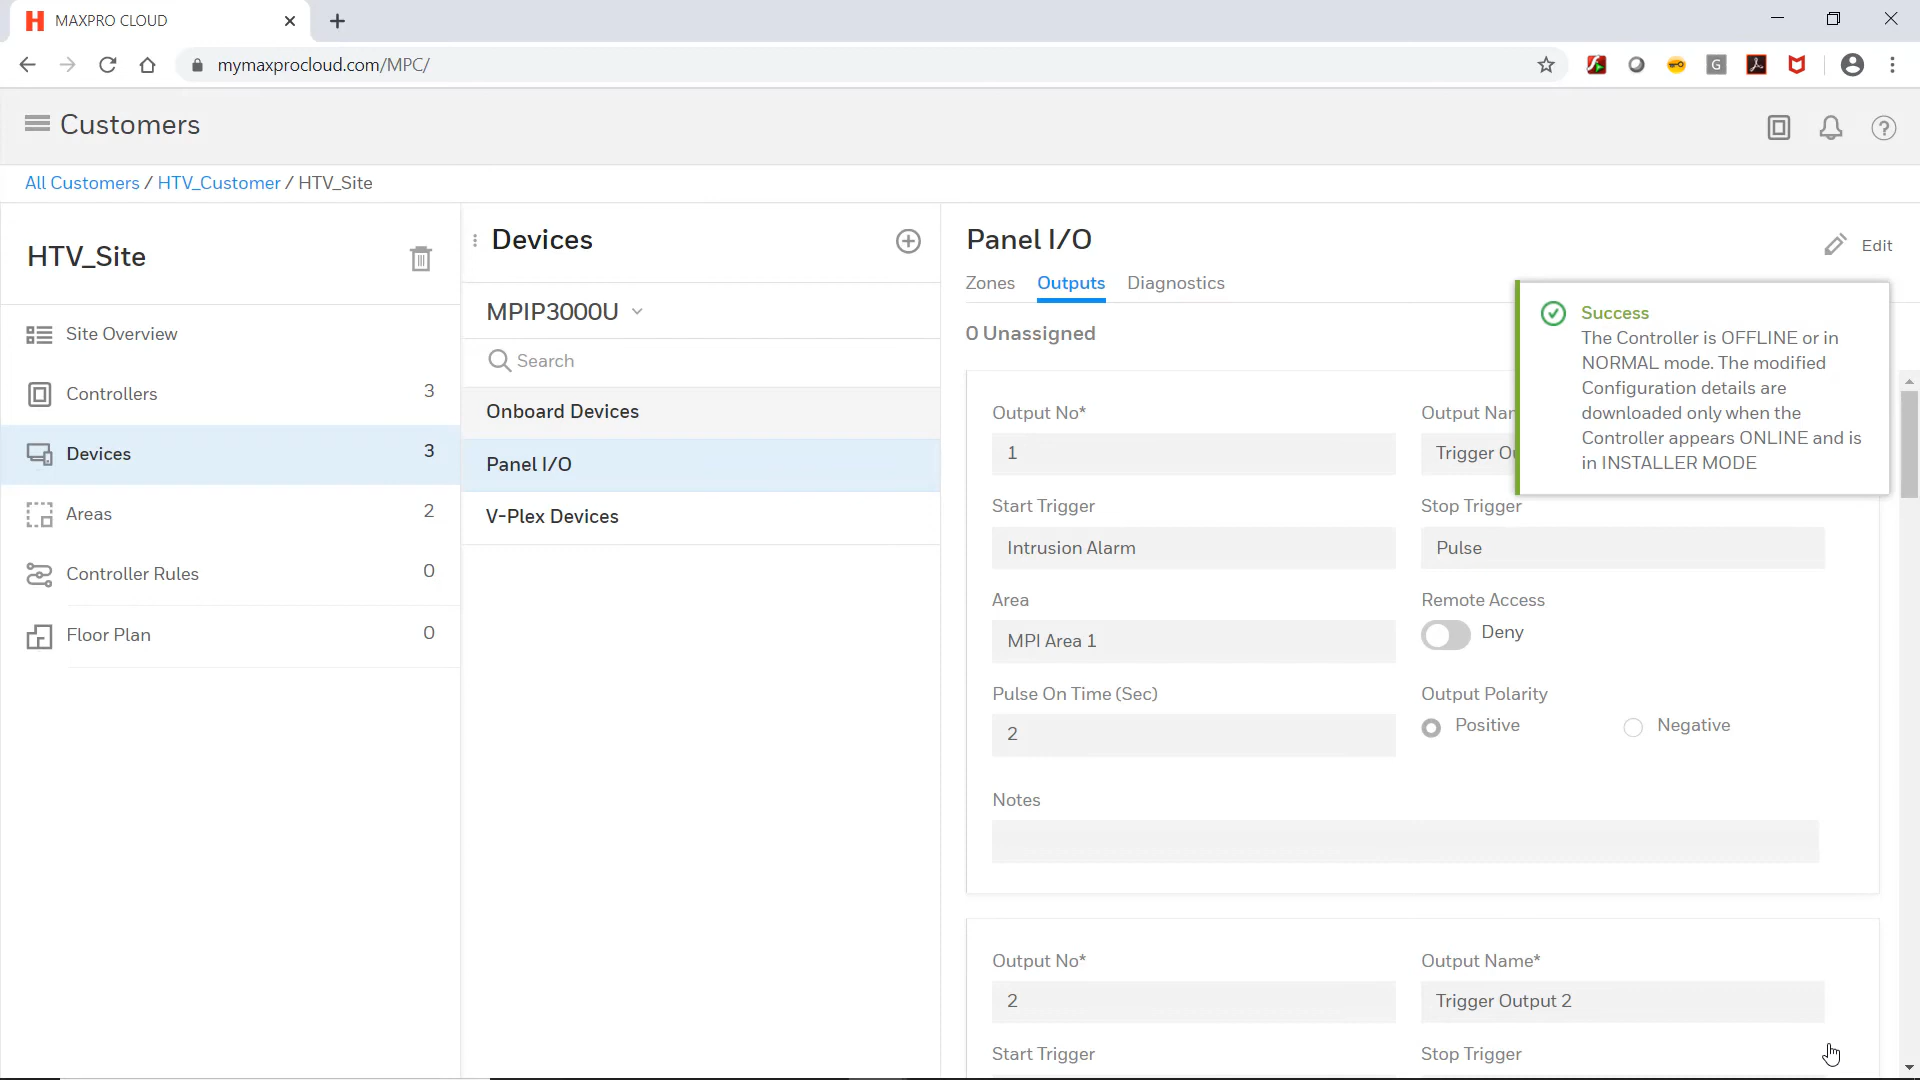 MAXPRO CLOUD
mymaxprocloud.com/MPC/
G
Customers
?
All Customers / HTV_Customer / HTV_Site
HTV_Site
Site Overview
Controllers 3
Devices 3
Areas 2
Controller Rules 0
Floor Plan 0
Devices
MPIP3000U
Search
Onboard Devices
Panel I/O
V-Plex Devices
Panel I/O
Edit
Zones Outputs Diagnostics
0 Unassigned
Success
The Controller is OFFLINE or in
NORMAL mode. The modified
Configuration details are
downloaded only when the
Controller appears ONLINE and is
in INSTALLER MODE
Output No* Output Nam
1 Trigger Ou
Start Trigger Stop Trigger
Intrusion Alarm Pulse
Area Remote Access
MPI Area 1 Deny
Pulse On Time (Sec) Output Polarity
2 Positive Negative
Notes
Output No* Output Name*
2 Trigger Output 2
Start Trigger Stop Trigger